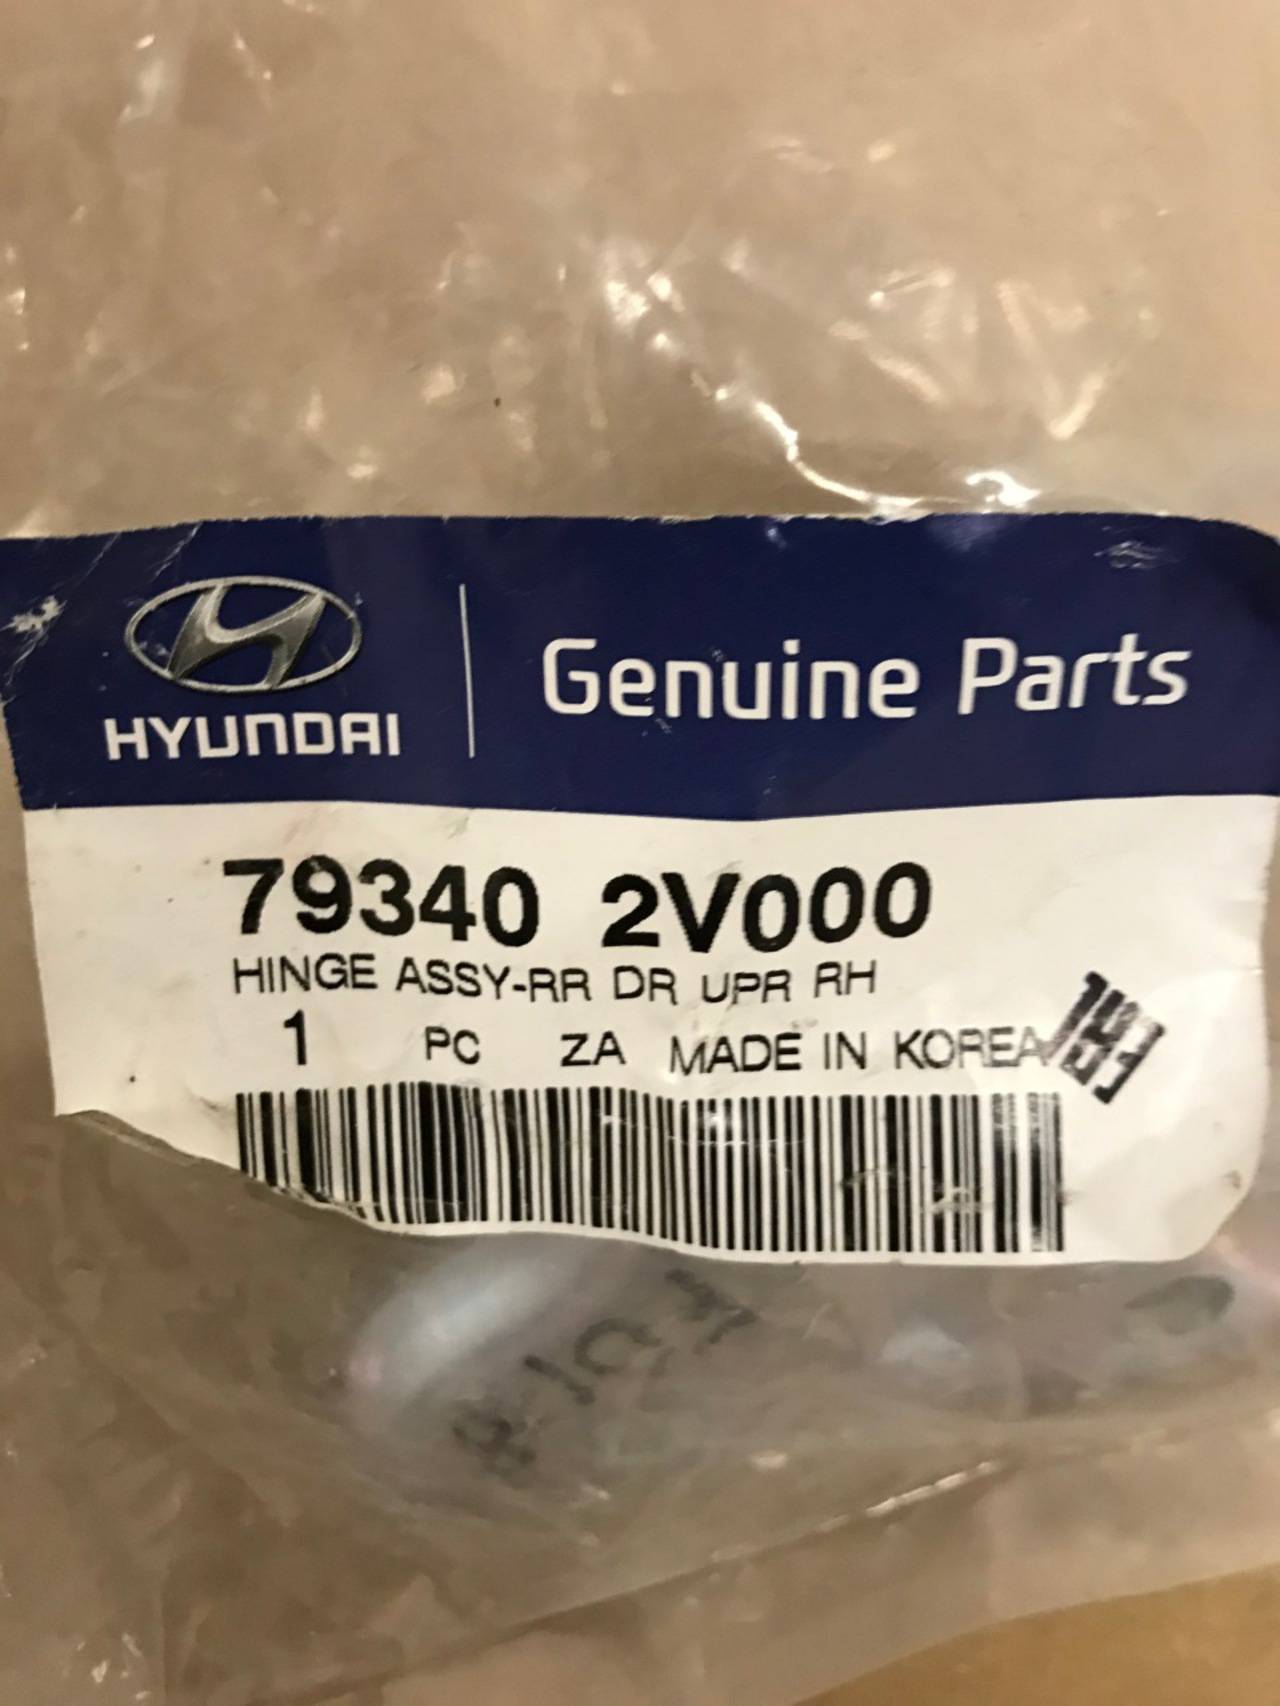 HYUNDAI
Genuine Parts
79340 2V000
HINGE ASSY-RR DR UPR RH
1 PC ZA MADE IN KOREA